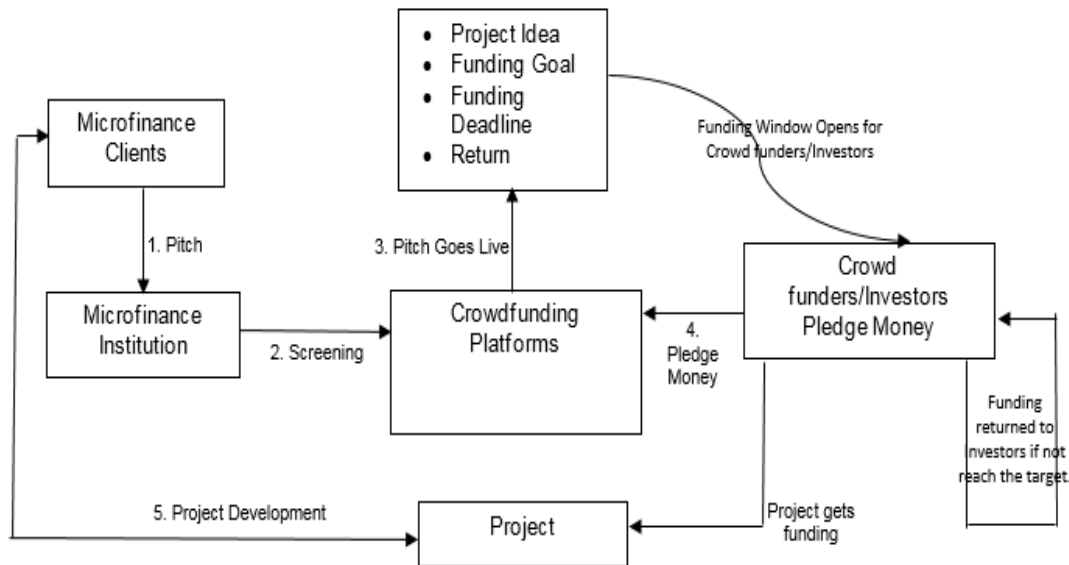 • Project Idea
• Funding Goal
• Funding
Deadline
• Return
Microfinance
Clients
Funding Window Opens for
Crowd funders/Investors
1. Pitch
3. Pitch Goes Live
Microfinance
Institution
2. Screening
Crowdfunding
Platforms
4.
Pledge
Money
Crowd
funders/Investors
Pledge Money
Funding
returned to
Investors if not
reach the target.
5. Project Development
Project
Project gets
funding